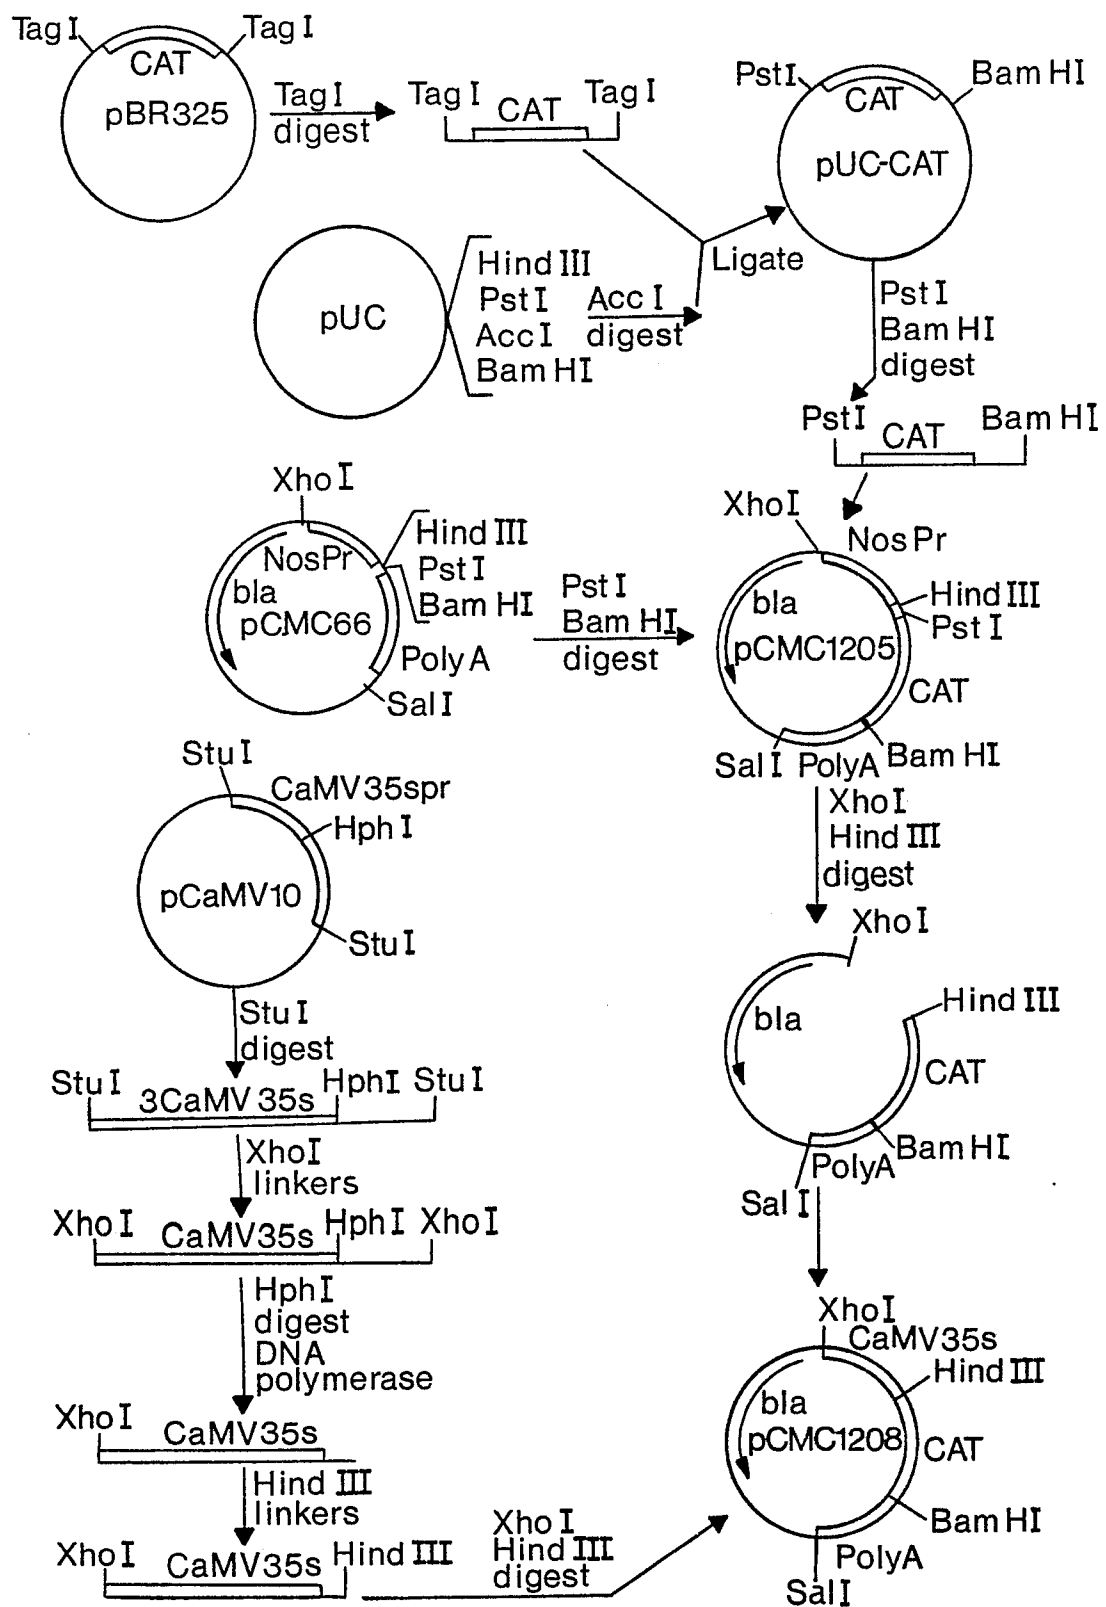 Tag I
Tag I
CAT
pBR325
Tag I
digest
Tag I
CAT
Tag I
Pst I
CAT
Bam HI
pUC-CAT
Ligate
pUC
Hind III
Pst I
Acc I
Bam HI
Acc I
digest
Pst I
Bam HI
digest
Pst I
CAT
Bam HI
Xho I
NosPr
bla
pCMC66
Hind III
Pst I
Bam HI
Poly A
Sal I
Pst I
Bam HI
digest
Xho I
Nos Pr
bla
pCMC1205
Hind III
Pst I
CAT
Bam HI
Sal I
PolyA
Xho I
Hind III
digest
Stu I
CaMV35spr
Hph I
pCaMV10
Stu I
Stu I
digest
Stu I
3CaMV 35s
HphI
Stu I
XhoI
linkers
Xho I
CaMV35s
HphI
Xho I
HphI
digest
DNA
polymerase
Xho I
CaMV35s
Hind III
linkers
Xho I
CaMV35s
Hind III
Xho I
Hind III
digest
Xho I
bla
Hind III
CAT
Bam HI
PolyA
Sal I
Xho I
CaMV35s
Hind III
bla
pCMC1208
CAT
Bam HI
PolyA
Sal I